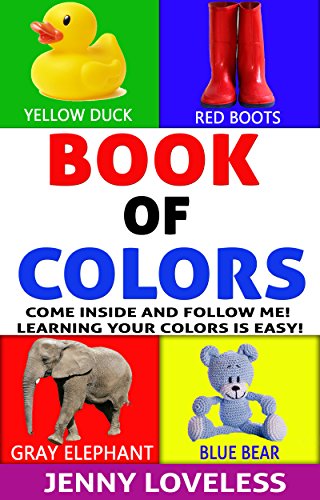 YELLOW DUCK
RED BOOTS
BOOK
OF
COLORS
COME INSIDE AND FOLLOW ME!
LEARNING YOUR COLORS IS EASY!
GRAY ELEPHANT
BLUE BEAR
JENNY LOVELESS